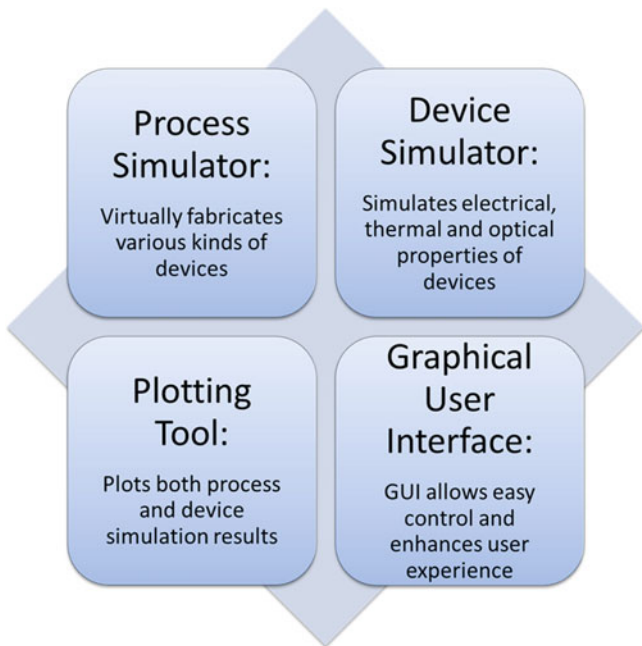 Process
Simulator:
Virtually fabricates
various kinds of
devices
Device
Simulator:
Simulates electrical,
thermal and optical
properties of
devices
Plotting
Tool:
Plots both process
and device
simulation results
Graphical
User
Interface:
GUI allows easy
control and
enhances user
experience